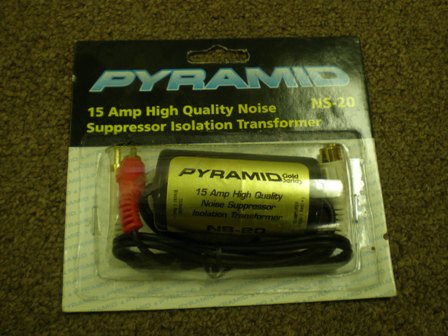 PYRAMID
NS-20
15 Amp High Quality Noise
Suppressor Isolation Transformer
PYRAMID Gold Series
15 Amp High Quality
Noise Suppressor
Isolation Transformer
NS-20